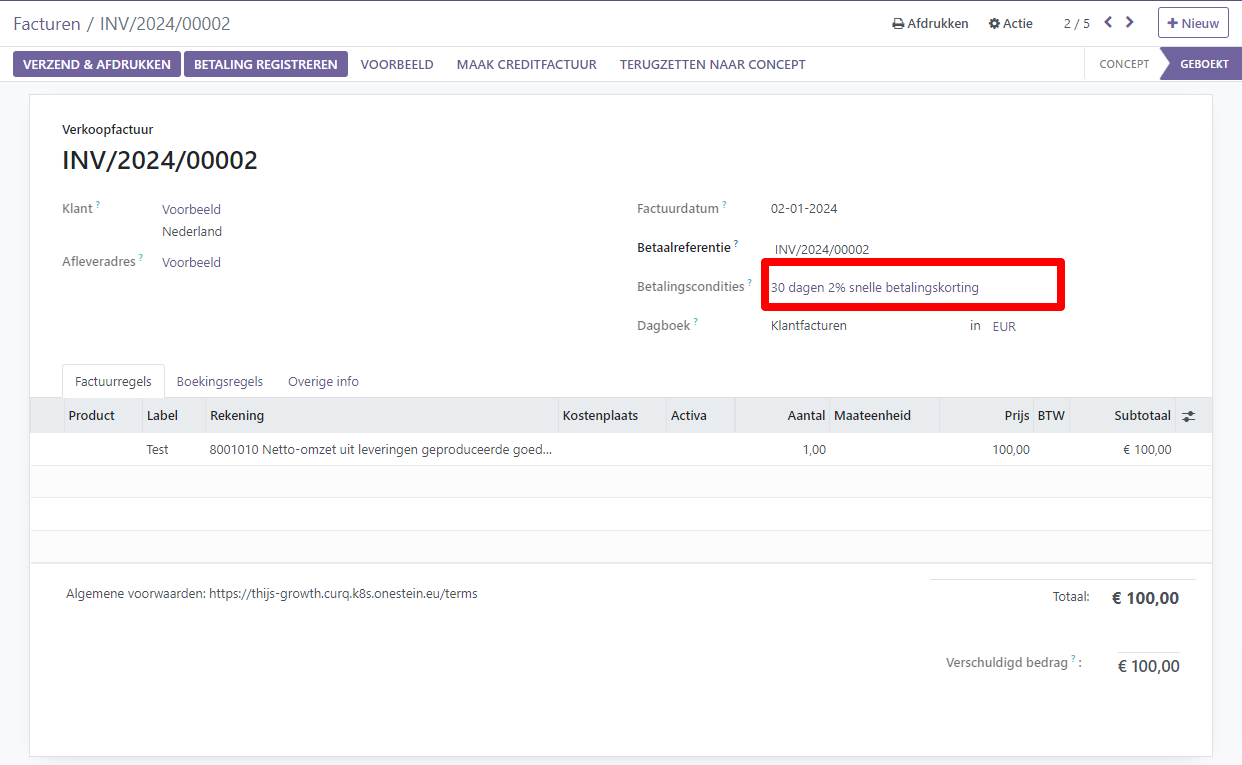 Facturen / INV/2024/00002
Afdrukken Actie 2 / 5 Nieuw
VERZEND & AFDRUKKEN BETALING REGISTREREN VOORBEELD MAAK CREDITFACTUUR TERUGZETTEN NAAR CONCEPT CONCEPT GEBOEKT
Verkoopfactuur
INV/2024/00002
Klant ? Voorbeeld
Nederland
Afleveradres ? Voorbeeld
Factuurdatum ? 02-01-2024
Betaalreferentie ? INV/2024/00002
Betalingscondities ? 30 dagen 2% snelle betalingskorting
Dagboek ? Klantfacturen in EUR
Factuurregels Boekingsregels Overige info
Product Label Rekening Kostenplaats Activa Aantal Maateenheid Prijs BTW Subtotaal
Test 8001010 Netto-omzet uit leveringen geproduceerde goed... 1,00 100,00 € 100,00
Algemene voorwaarden: https://thijs-growth.curq.k8s.onestein.eu/terms
Totaal: € 100,00
Verschuldigd bedrag ? : € 100,00